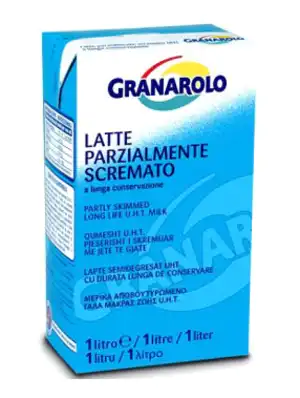 GRANAROLO
LATTE
PARZIALMENTE
SCREMATO
a lunga conservazione
PARTLY SKIMMED
LONG LIFE U.H.T. MILK
QUMESHT U.H.T.
PJESERISHT I SKREMUAR
ME JETE TE GJATE
LAPTE SEMIDEGRESAT UHT
CU DURATA LUNGA DE CONSERVARE
ΜΕΡΙΚΑ ΑΠΟΒΟΥΤΥΡΩΜΕΝΟ
ΓΑΛΑ ΜΑΚΡΑΣ ΖΩΗΣ U.H.T.
GRANARO
1 litro ℮ / 1 litre / 1 liter
1 litru / 1 λίτρο